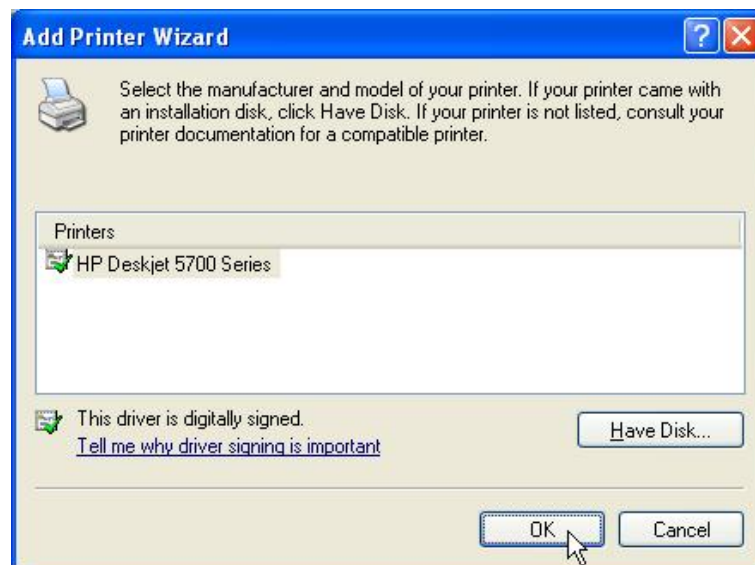 Add Printer Wizard
Select the manufacturer and model of your printer. If your printer came with
an installation disk, click Have Disk. If your printer is not listed, consult your
printer documentation for a compatible printer.
Printers
HP Deskjet 5700 Series
This driver is digitally signed.
Tell me why driver signing is important
Have Disk...
OK
Cancel